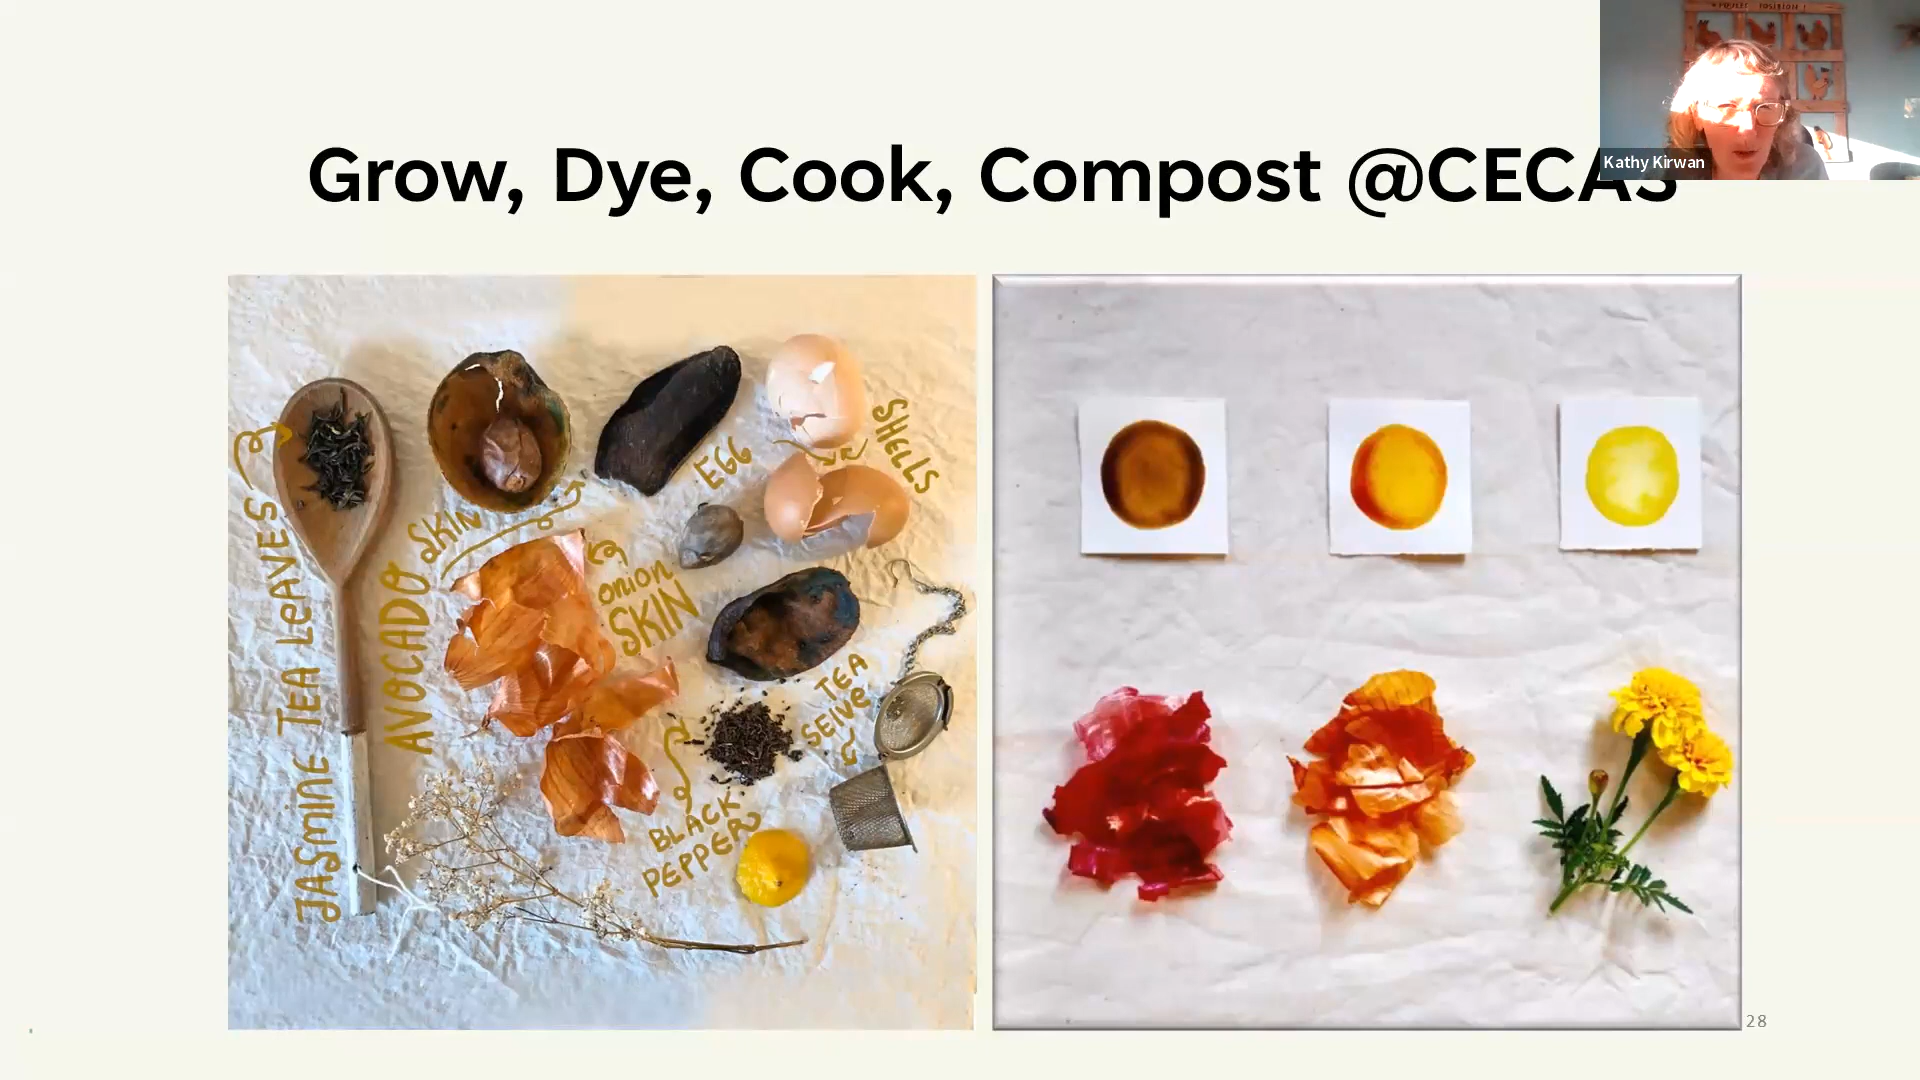 Grow, Dye, Cook, Compost @CECAS
Kathy Kirwan
JASMINE TEA LEAVES
AVOCADO
SKIN
EGG
SHELLS
onion
SKIN
TEA
SEIVE
BLACK
PEPPER
28